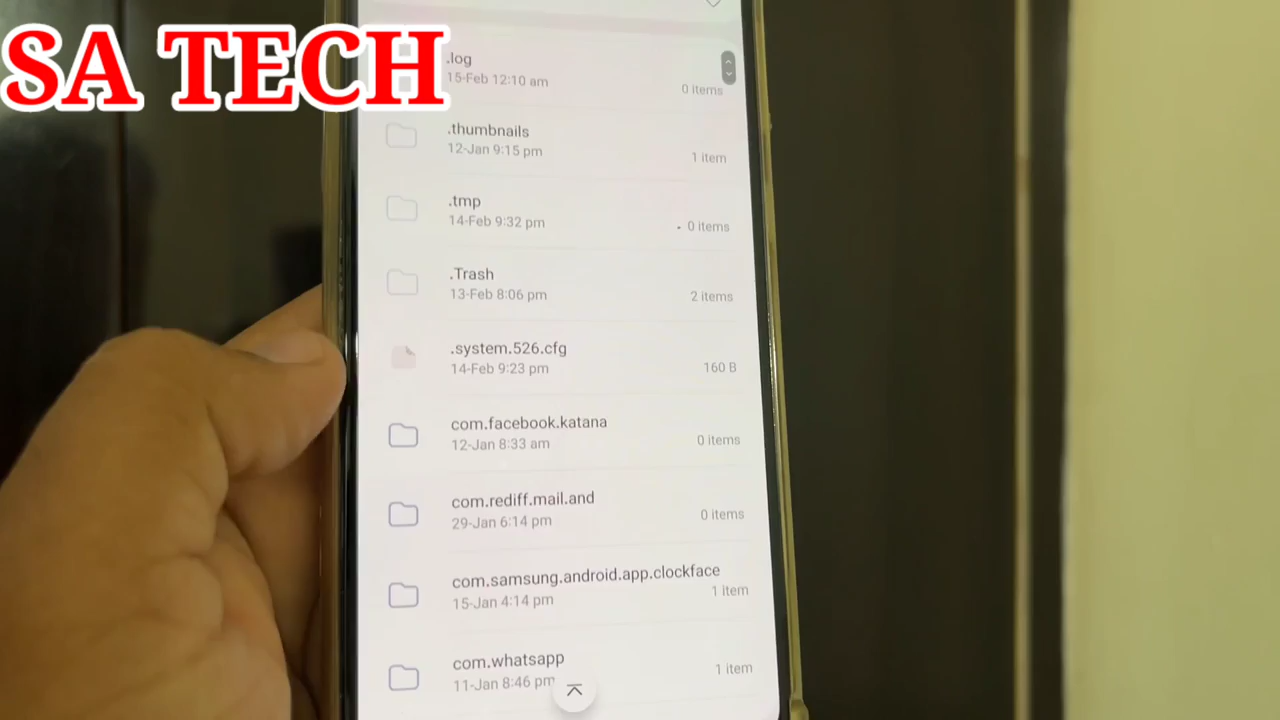 SA TECH
.log
15-Feb 12:10 am
0 items
.thumbnails
12-Jan 9:15 pm
1 item
.tmp
14-Feb 9:32 pm
0 items
.Trash
13-Feb 8:06 pm
2 items
.system.526.cfg
14-Feb 9:23 pm
160 B
com.facebook.katana
12-Jan 8:33 am
0 items
com.rediff.mail.and
29-Jan 6:14 pm
0 items
com.samsung.android.app.clockface
15-Jan 4:14 pm
1 item
com.whatsapp
11-Jan 8:46 pm
1 item